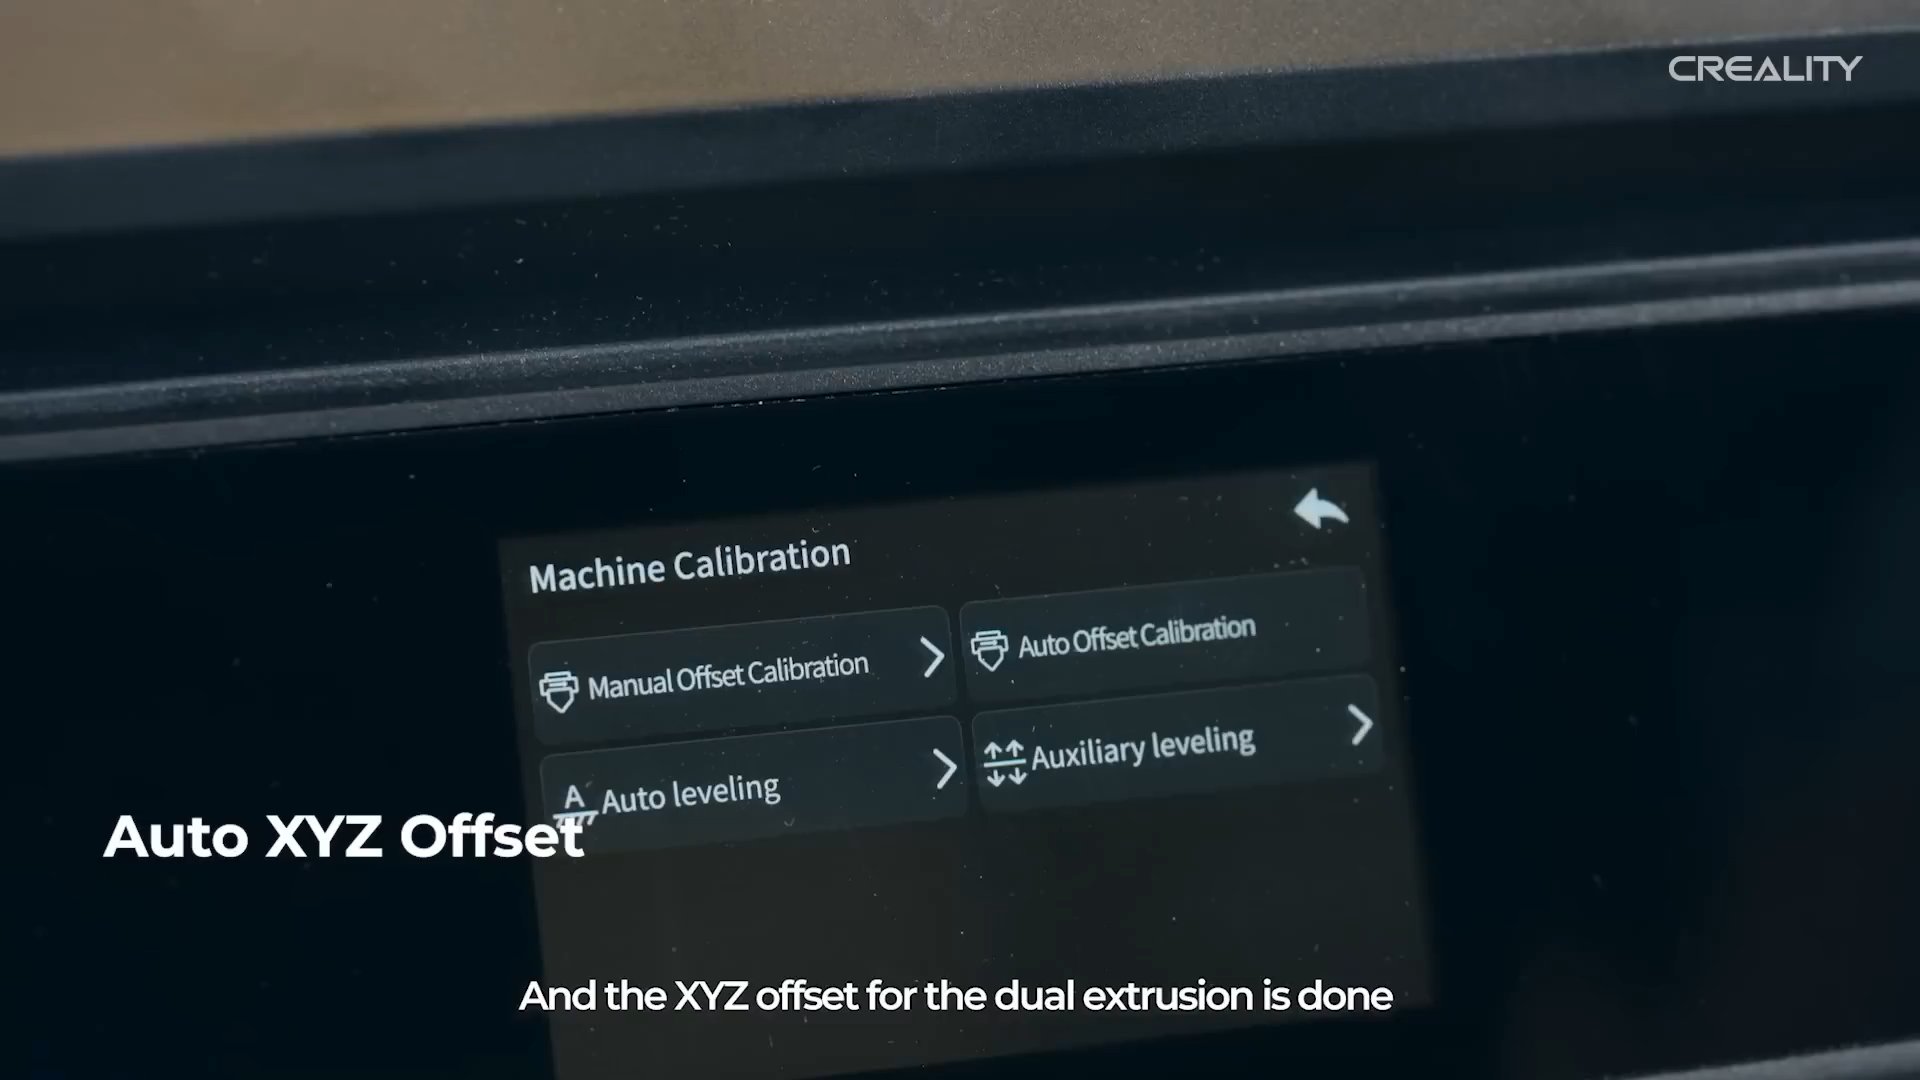 CREALITY
Machine Calibration
Manual Offset Calibration
Auto Offset Calibration
Auto leveling
Auxiliary leveling
Auto XYZ Offset
And the XYZ offset for the dual extrusion is done